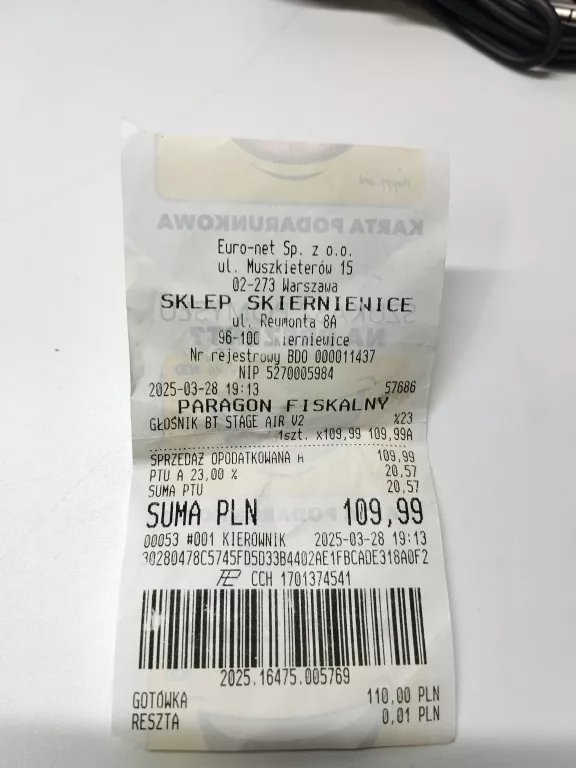 Euro-net Sp. z o.o.
ul. Muszkieterów 15
02-273 Warszawa
SKLEP SKIERNIEWICE
ul. Reymonta 8A
96-100 ierniewice
Nr rejestrowy BDO 000011437
NIP 5270005984
2025-03-28 19:13 57686
PARAGON FISKALNY
GŁOŚNIK BT STAGE AIR V2 %23
1szt. x109,99 109,99A
SPRZEDAŻ OPODATKOWANA A 109,99
PTU A 23,00 % 20,57
SUMA PTU 20,57
SUMA PLN 109,99
00053 #001 KIEROWNIK 2025-03-28 19:13
30280478C5745FD5D33B4402AE1FBCADE318A0F2
CCH 1701374541
2025.16475.005769
GOTÓWKA 110,00 PLN
RESZTA 0,01 PLN
KARTA PODARUNKOWA